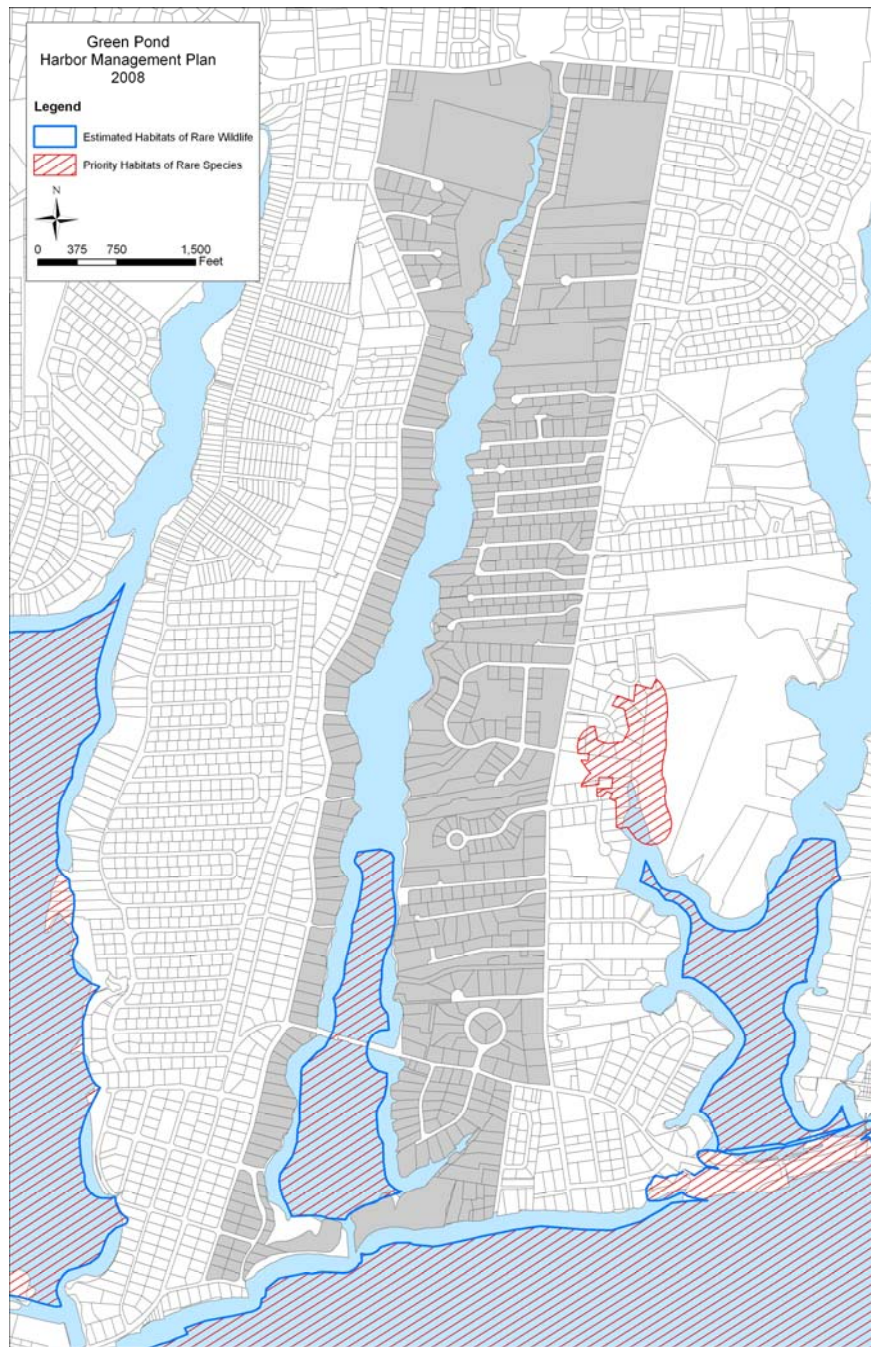 Green Pond
Harbor Management Plan
2008
Legend
Estimated Habitats of Rare Wildlife
Priority Habitats of Rare Species
N
0 375 750 1,500
Feet